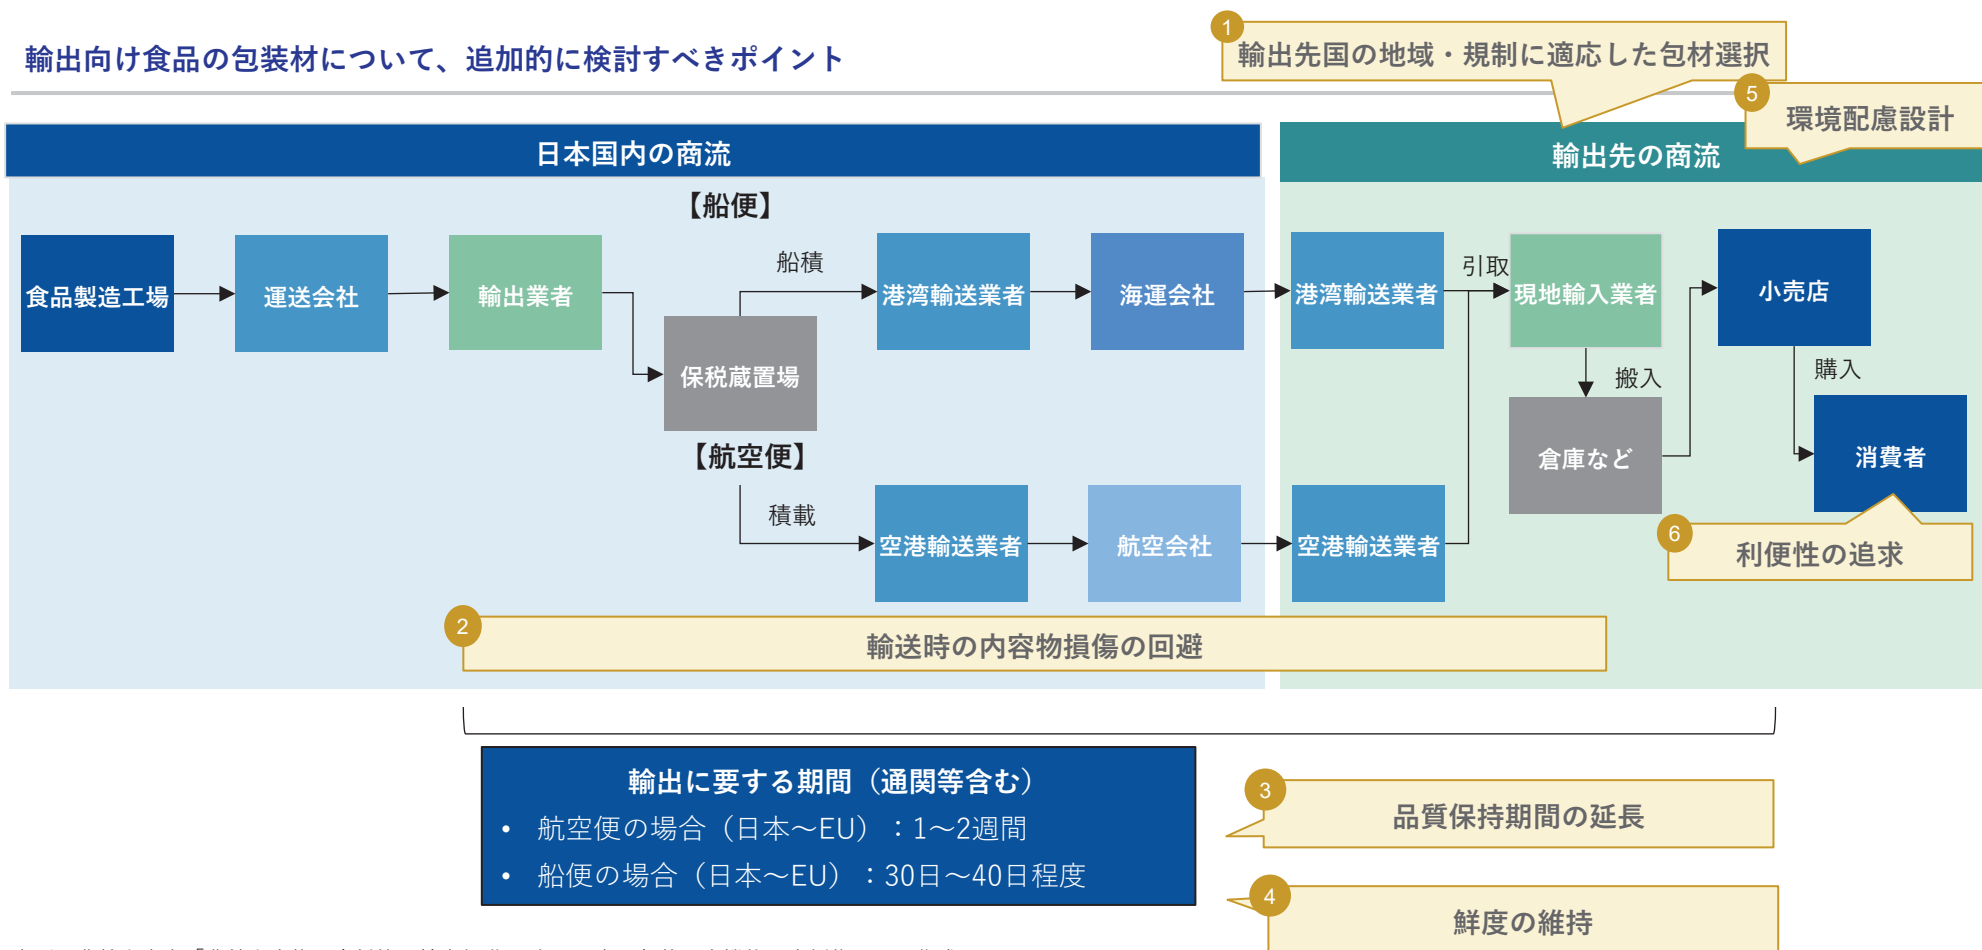 輸出向け食品の包装材について、追加的に検討すべきポイント
1
輸出先国の地域・規制に適応した包材選択
5
環境配慮設計
日本国内の商流
輸出先の商流
【船便】
食品製造工場
運送会社
輸出業者
船積
港湾輸送業者
海運会社
港湾輸送業者
引取
現地輸入業者
小売店
保税蔵置場
搬入
購入
【航空便】
倉庫など
消費者
積載
空港輸送業者
航空会社
空港輸送業者
6
利便性の追求
2
輸送時の内容物損傷の回避
輸出に要する期間（通関等含む）
• 航空便の場合（日本～EU）：1～2週間
• 船便の場合（日本～EU）：30日～40日程度
3
品質保持期間の延長
4
鮮度の維持